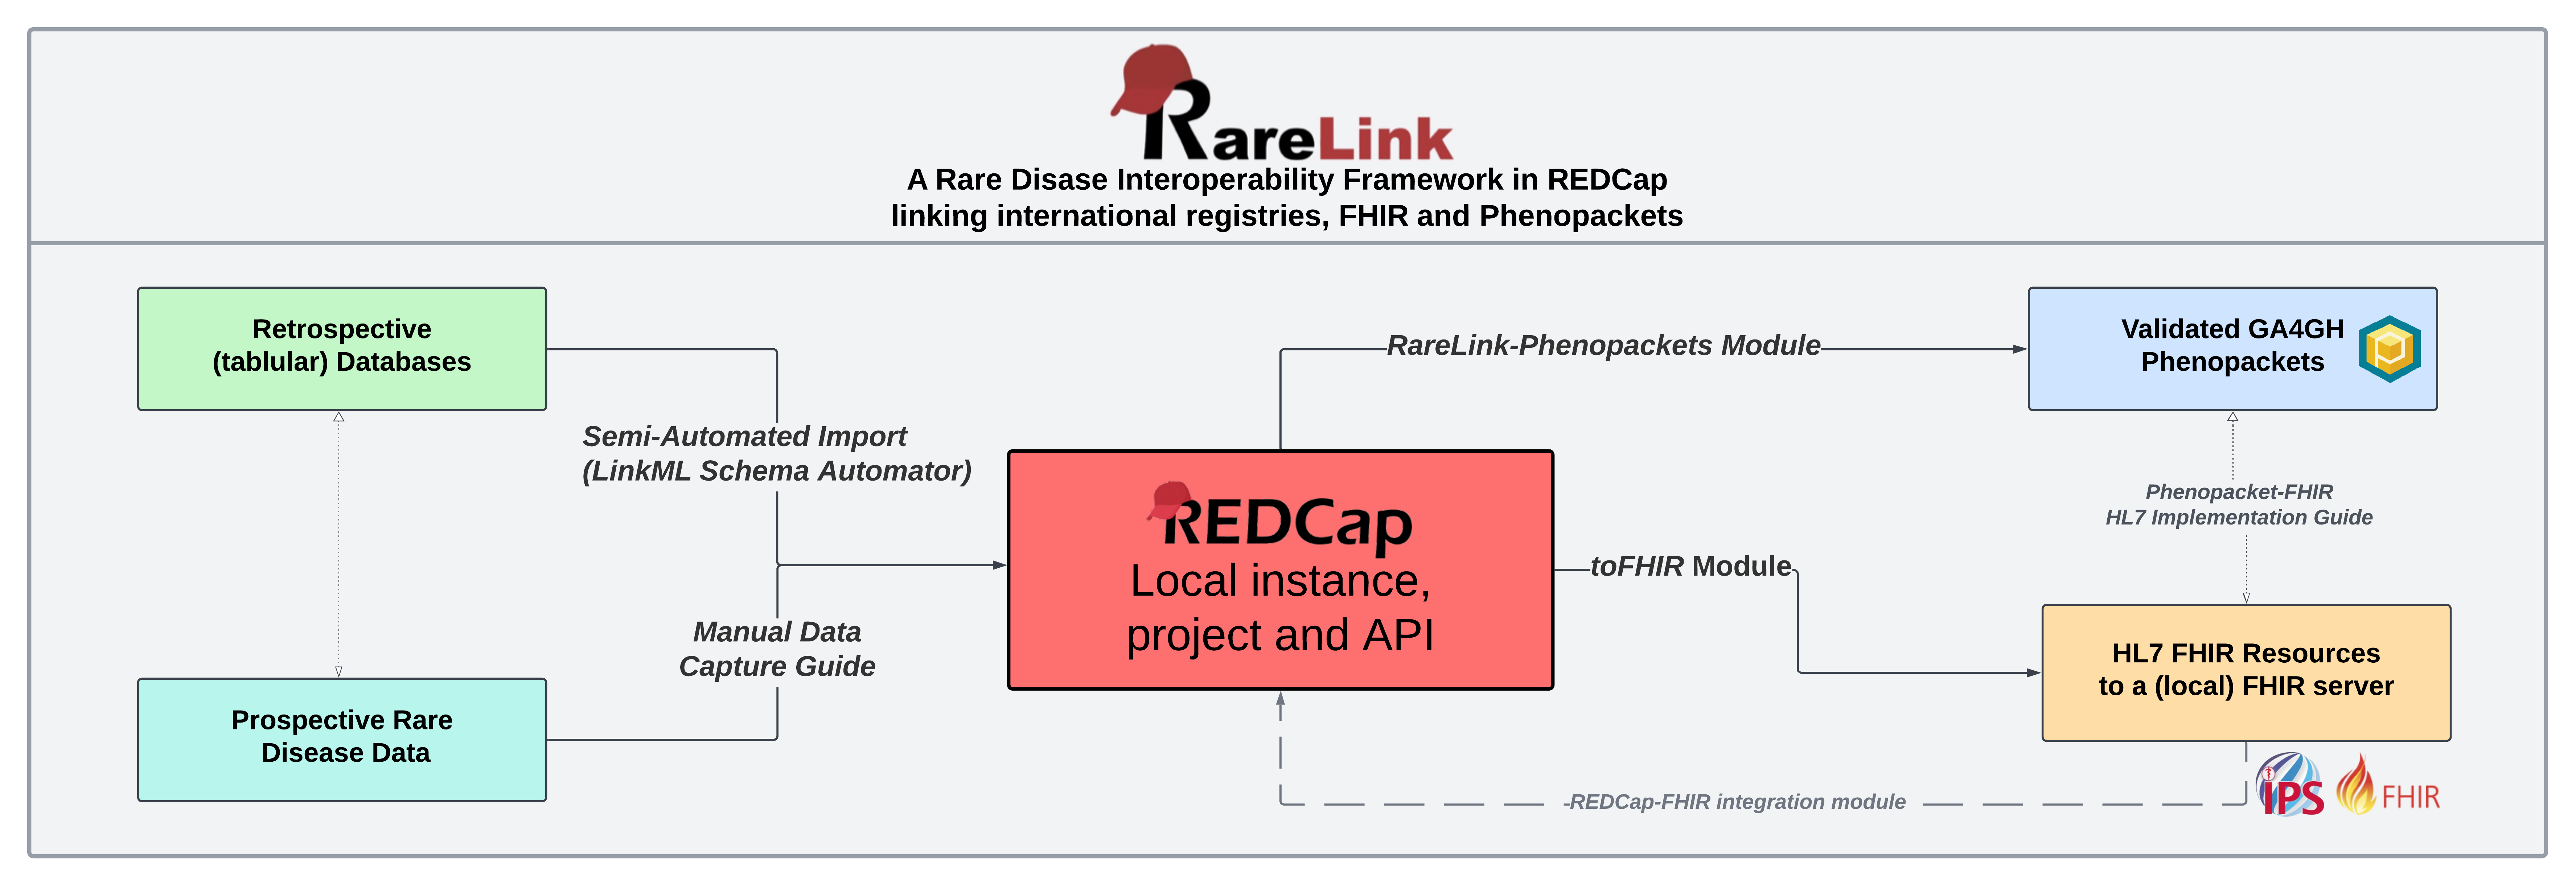 RareLink
A Rare Disase Interoperability Framework in REDCap
linking international registries, FHIR and Phenopackets
Retrospective
(tablular) Databases
Semi-Automated Import
(LinkML Schema Automator)
Manual Data
Capture Guide
Prospective Rare
Disease Data
REDCap
Local instance,
project and API
RareLink-Phenopackets Module
toFHIR Module
Validated GA4GH
Phenopackets
Phenopacket-FHIR
HL7 Implementation Guide
HL7 FHIR Resources
to a (local) FHIR server
REDCap-FHIR integration module
IPS
FHIR